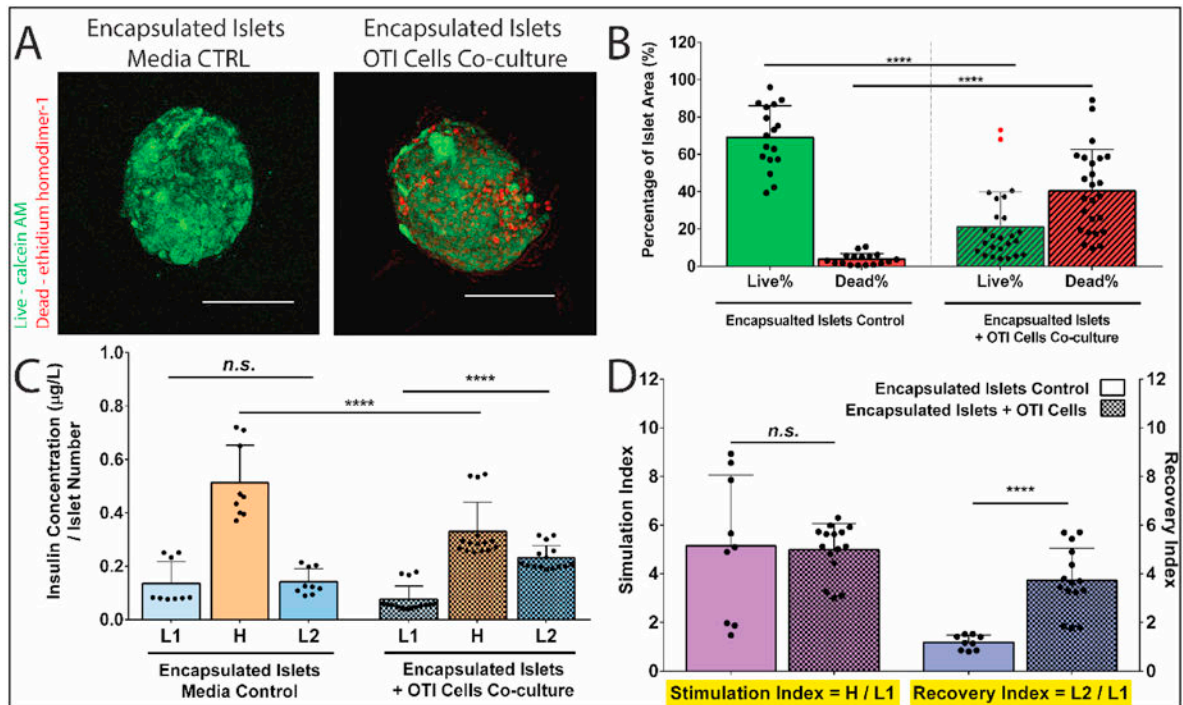 A
Encapsulated Islets
Media CTRL
Encapsulated Islets
OTI Cells Co-culture
Live - calcein AM
Dead - ethidium homodimer-1
B
Percentage of Islet Area (%)
120
100
80
60
40
20
0
****
****
Live%
Dead%
Live%
Dead%
Encapsualted Islets Control
Encapsualted Islets
+ OTI Cells Co-culture
C
Insulin Concentration (µg/L)
/ Islet Number
1.0
0.8
0.6
0.4
0.2
0.0
n.s.
****
****
L1
H
L2
L1
H
L2
Encapsulated Islets
Media Control
Encapsulated Islets
+ OTI Cells Co-culture
D
Simulation Index
12
10
8
6
4
2
0
Encapsulated Islets Control
Encapsulated Islets + OTI Cells
n.s.
****
12
10
8
6
4
2
0
Recovery Index
Stimulation Index = H / L1
Recovery Index = L2 / L1